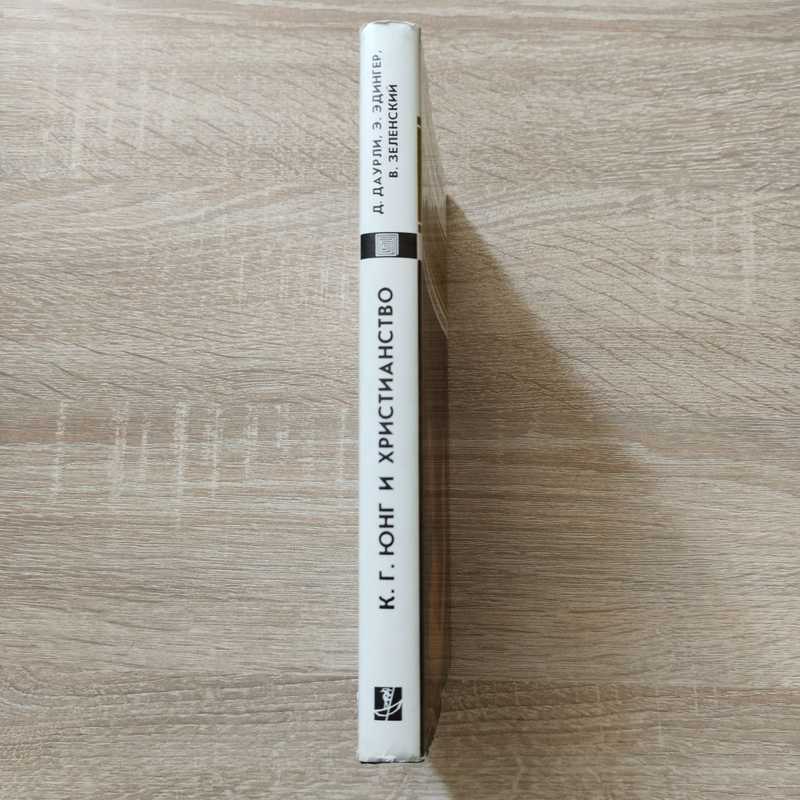 Д. ДАУРЛИ, Э. ЭДИНГЕР,
В. ЗЕЛЕНСКИЙ
К. Г. ЮНГ И ХРИСТИАНСТВО